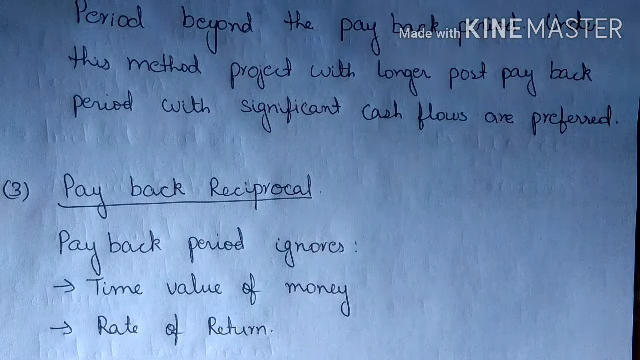 Period beyond the pay back period Under
Made with KINEMASTER
this method project with longer post pay back
period with significant cash flows are preferred.
(3) Pay back Reciprocal.
Pay back period ignores:
→ Time value of money
→ Rate of Return.